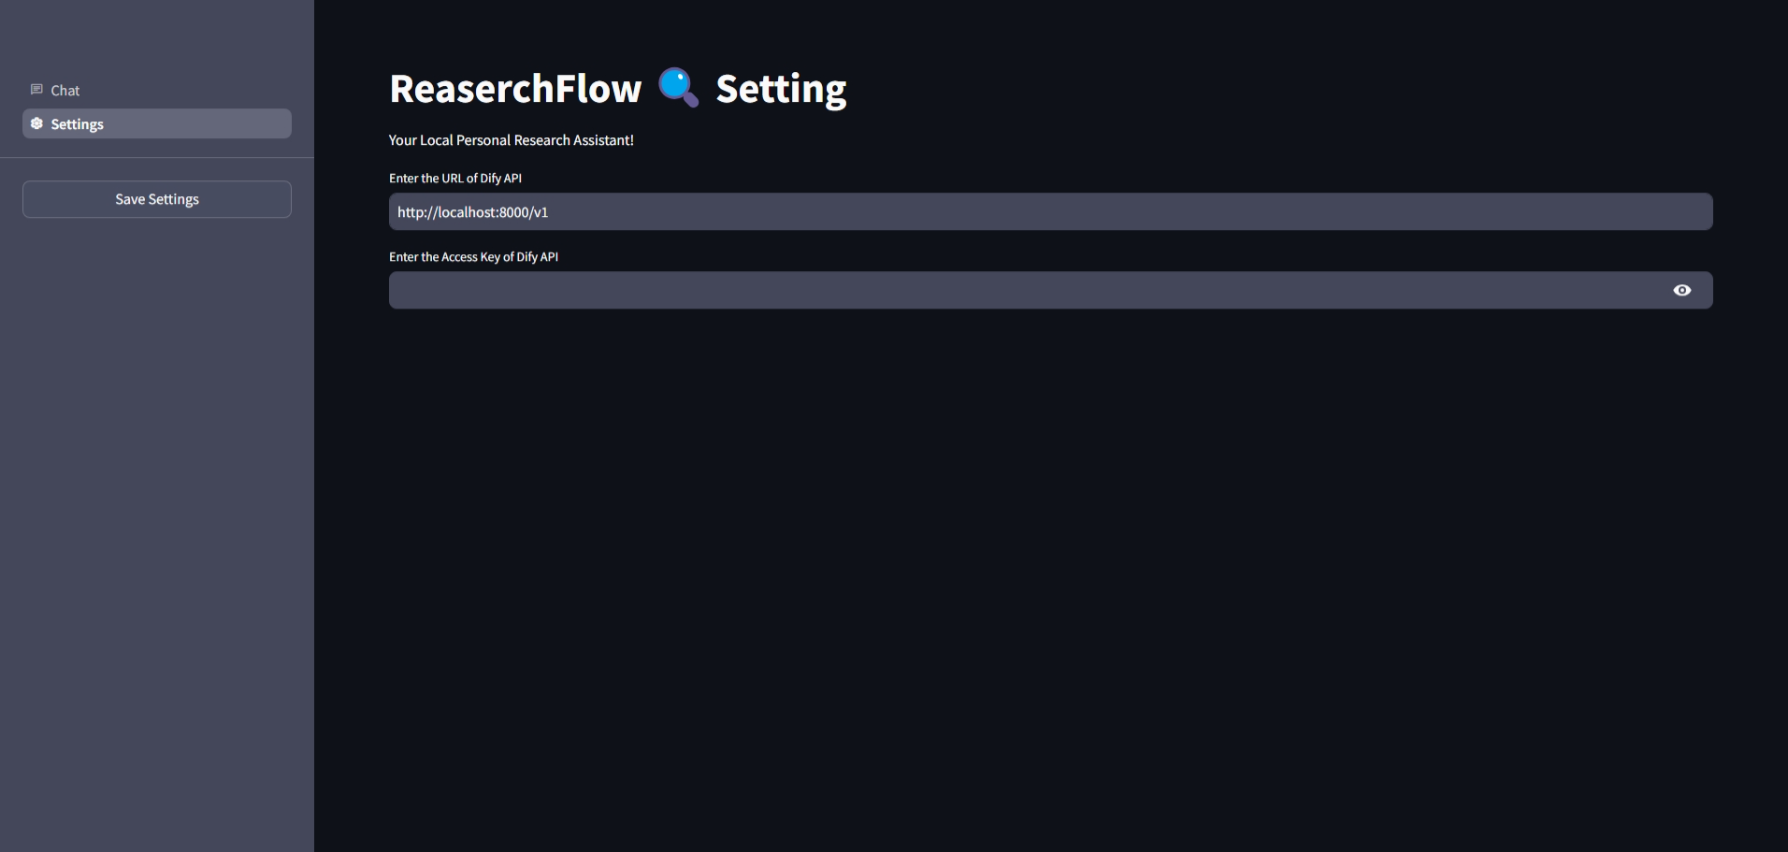 Chat
Settings
Save Settings
ReaserchFlow 🔍 Setting
Your Local Personal Research Assistant!
Enter the URL of Dify API
http://localhost:8000/v1
Enter the Access Key of Dify API